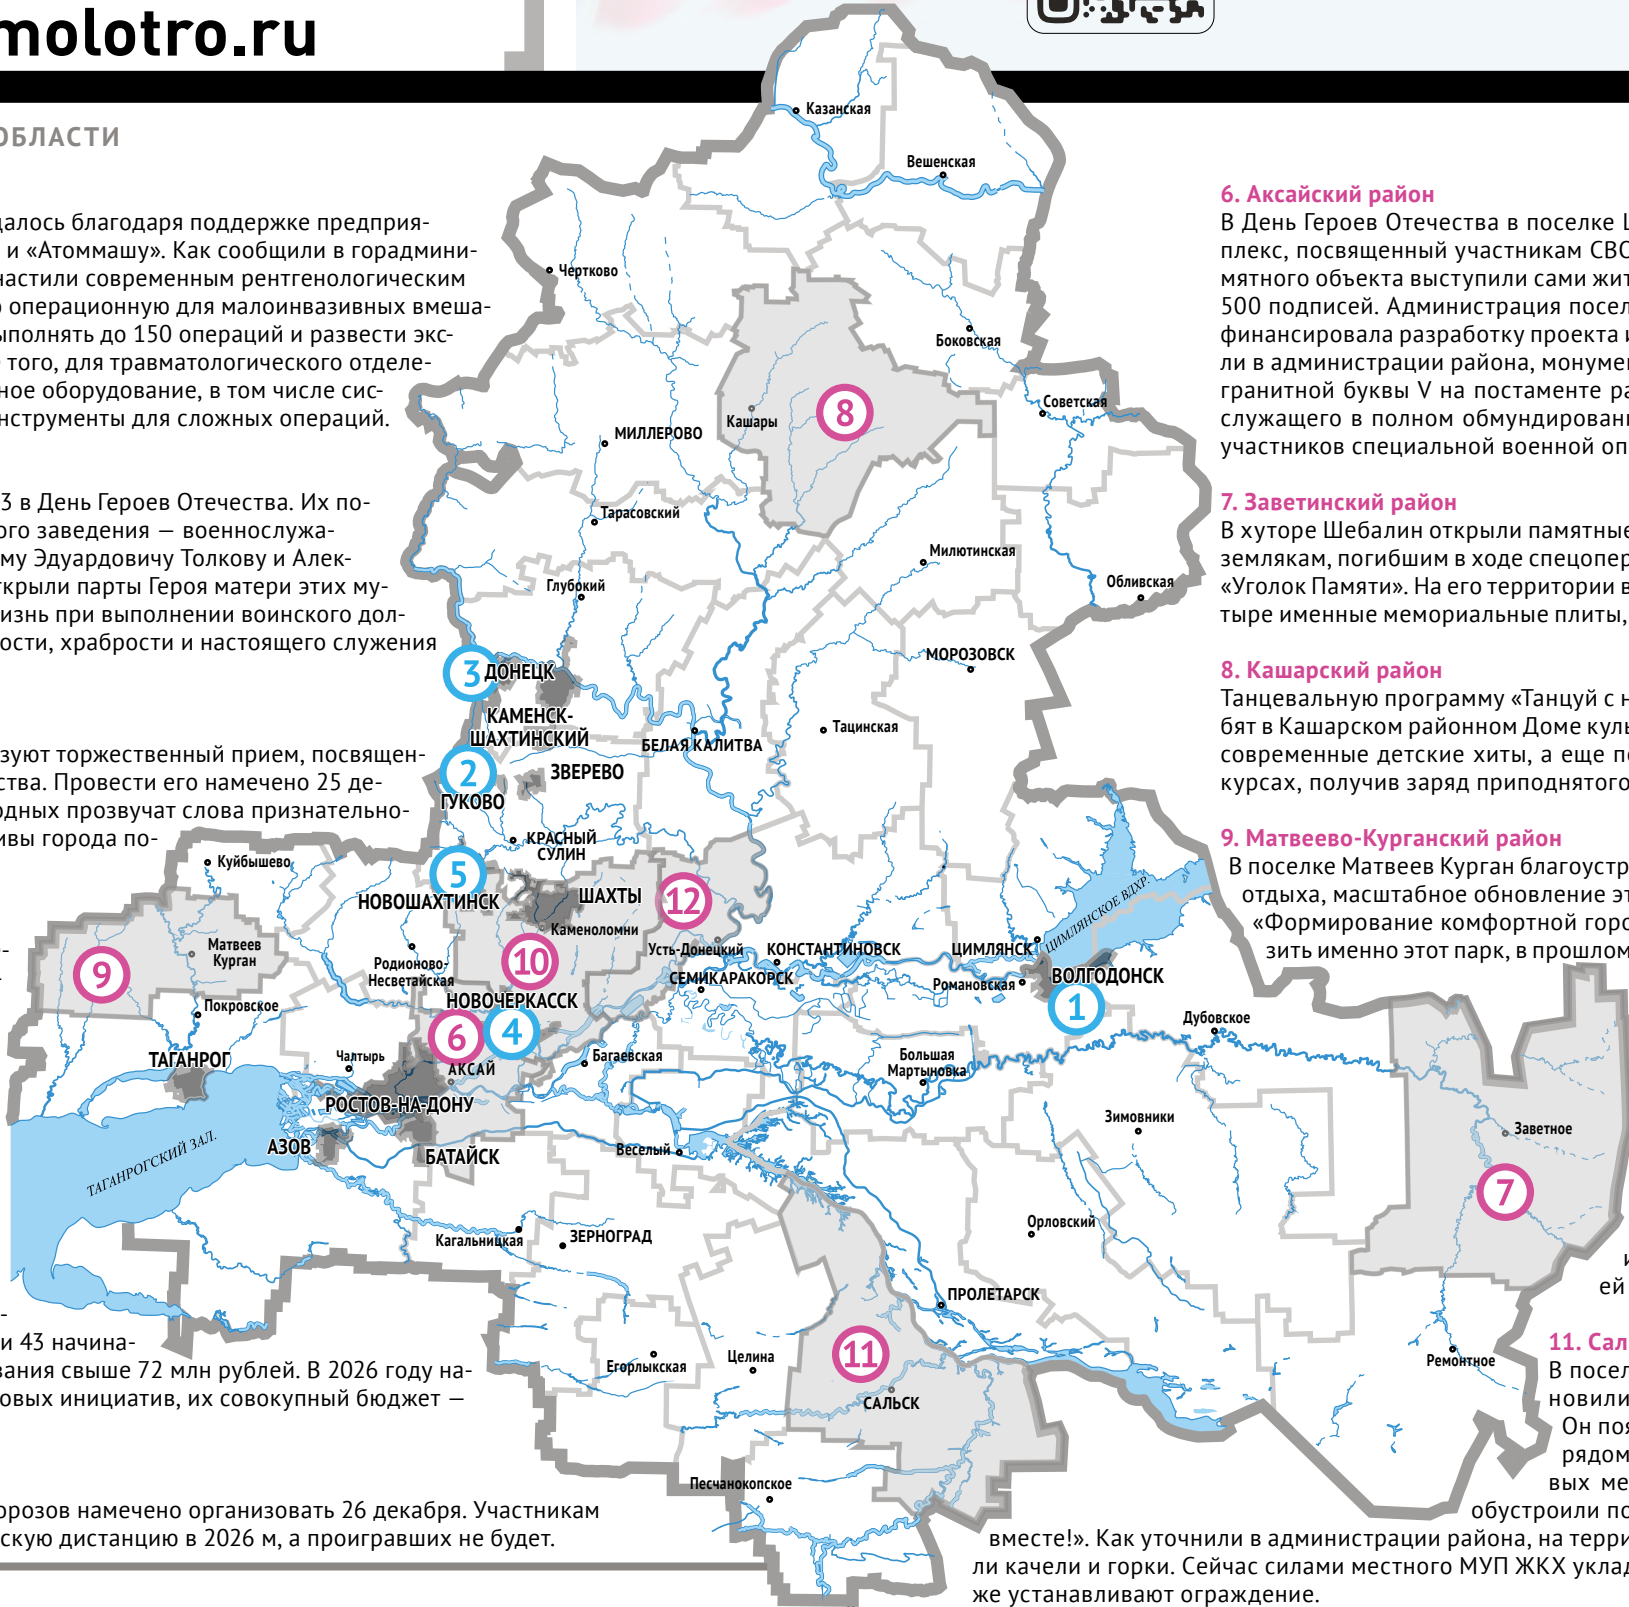 molotro.ru
ОБЛАСТИ
далось благодаря поддержке предприя-
и «Атоммашу». Как сообщили в горадмини-
настили современным рентгенологическим
о операционную для малоинвазивных вмеша-
ыполнять до 150 операций и развести экс-
е того, для травматологического отделе-
ное оборудование, в том числе сис-
нструменты для сложных операций.
3 в День Героев Отечества. Их по-
ого заведения — военнослужа-
му Эдуардовичу Толкову и Алек-
ткрыли парты Героя матери этих му-
изнь при выполнении воинского дол-
ости, храбрости и настоящего служения
зуют торжественный прием, посвящен-
ства. Провести его намечено 25 де-
одных прозвучат слова признательно-
ивы города по-
и 43 начина-
вания свыше 72 млн рублей. В 2026 году на-
овых инициатив, их совокупный бюджет —
орозов намечено организовать 26 декабря. Участникам
скую дистанцию в 2026 м, а проигравших не будет.
Казанская
Вешенская
Чертково
Боковская
Советская
Кашары
8
МИЛЛЕРОВО
Тарасовский
Милютинская
Обливская
Глубокий
МОРОЗОВСК
3
ДОНЕЦК
КАМЕНСК-
ШАХТИНСКИЙ
Тацинская
БЕЛАЯ КАЛИТВА
2
ЗВЕРЕВО
ГУКОВО
КРАСНЫЙ
СУЛИН
Куйбышево
5
НОВОШАХТИНСК
ШАХТЫ
12
Каменоломни
Матвеев
Курган
9
Родионово-
Несветайская
10
Усть-Донецкий
КОНСТАНТИНОВСК
ЦИМЛЯНСК
ЦИМЛЯНСКОЕ ВДХР.
СЕМИКАРАКОРСК
Романовская
ВОЛГОДОНСК
1
НОВОЧЕРКАССК
Покровское
6
4
Дубовское
ТАГАНРОГ
Чалтырь
АКСАЙ
Багаевская
Большая
Мартыновка
РОСТОВ-НА-ДОНУ
Зимовники
Заветное
ТАГАНРОГСКИЙ ЗАЛ.
АЗОВ
БАТАЙСК
Веселый
7
Кагальницкая
ЗЕРНОГРАД
Орловский
ПРОЛЕТАРСК
Егорлыкская
Целина
11
Ремонтное
САЛЬСК
Песчанокопское
6. Аксайский район
В День Героев Отечества в поселке
плекс, посвященный участникам СВО
мятного объекта выступили сами жит
500 подписей. Администрация посел
финансировала разработку проекта и
ли в администрации района, монумен
гранитной буквы V на постаменте ра
служащего в полном обмундирован
участников специальной военной оп
7. Заветинский район
В хуторе Шебалин открыли памятные
землякам, погибшим в ходе спецопер
«Уголок Памяти». На его территории в
тыре именные мемориальные плиты,
8. Кашарский район
Танцевальную программу «Танцуй с н
бят в Кашарском районном Доме куль
современные детские хиты, а еще по
курсах, получив заряд приподнятого
9. Матвеево-Курганский район
В поселке Матвеев Курган благоустр
отдыха, масштабное обновление эт
«Формирование комфортной горо
зить именно этот парк, в прошлом
ей
11. Сал
В посел
новили
Он поя
рядом
вых ме
обустроили по
вместе!». Как уточнили в администрации района, на терри
ли качели и горки. Сейчас силами местного МУП ЖКХ уклад
же устанавливают ограждение.